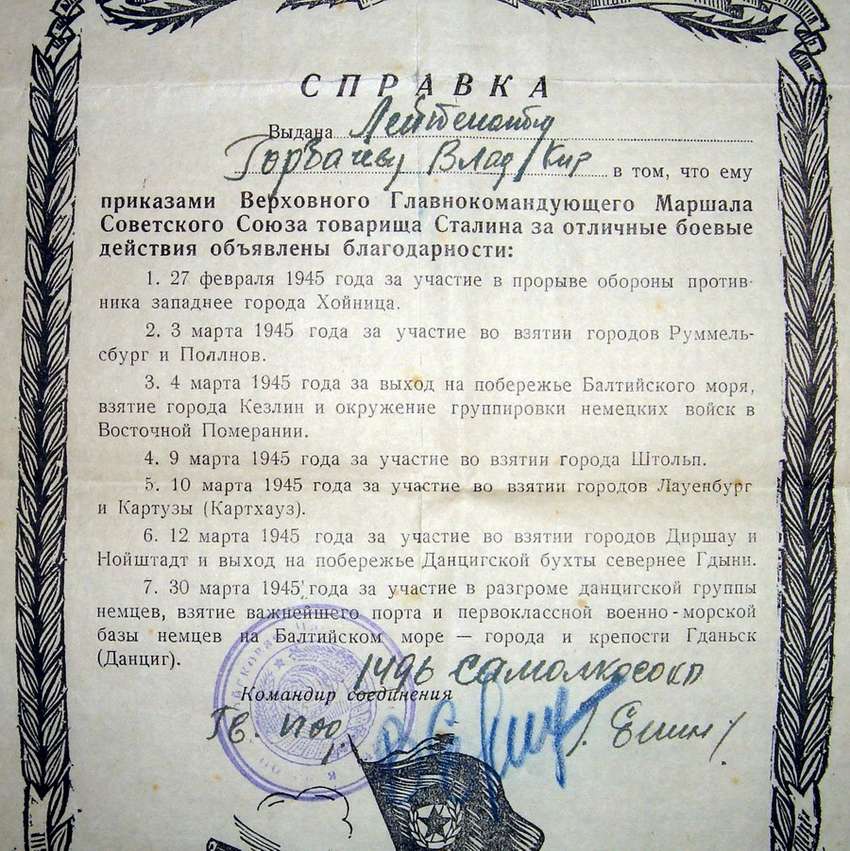 СПРАВКА
Выдана Лейтенанту
Горбачеву Влад. Кир в том, что ему
приказами Верховного Главнокомандующего Маршала
Советского Союза товарища Сталина за отличные боевые
действия объявлены благодарности:
1. 27 февраля 1945 года за участие в прорыве обороны против-
ника западнее города Хойница.
2. 3 марта 1945 года за участие во взятии городов Руммель-
сбург и Поллнов.
3. 4 марта 1945 года за выход на побережье Балтийского моря,
взятие города Кезлин и окружение группировки немецких войск в
Восточной Померании.
4. 9 марта 1945 года за участие во взятии города Штольп.
5. 10 марта 1945 года за участие во взятии городов Лауенбург
и Картузы (Картхауз).
6. 12 марта 1945 года за участие во взятии городов Диршау и
Нойштадт и выход на побережье Данцигской бухты севернее Гдыни.
7. 30 марта 1945 года за участие в разгроме данцигской группы
немцев, взятие важнейшего порта и первоклассной военно-морской
базы немцев на Балтийском море — города и крепости Гданьск
(Данциг).
Командир соединения
Гв.